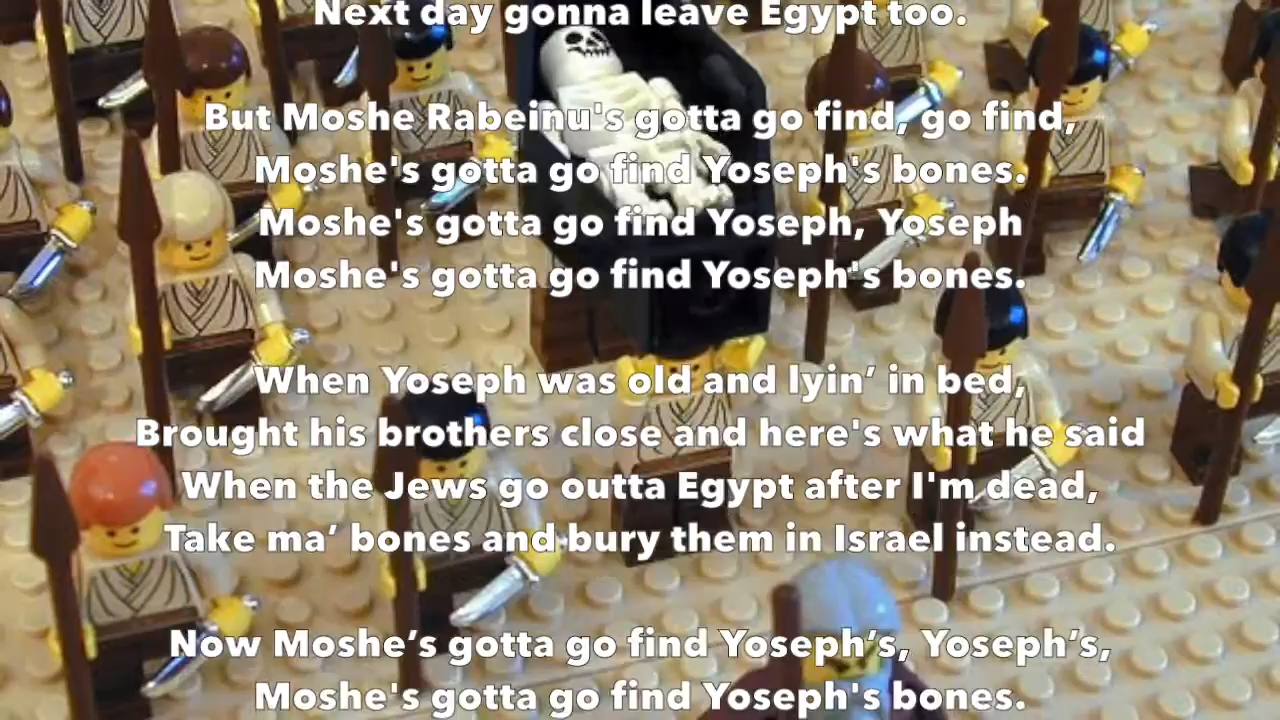 Next day gonna leave Egypt too.
But Moshe Rabeinu's gotta go find, go find,
Moshe's gotta go find Yoseph's bones.
Moshe's gotta go find Yoseph, Yoseph
Moshe's gotta go find Yoseph's bones.
When Yoseph was old and lyin’ in bed,
Brought his brothers close and here's what he said
When the Jews go outta Egypt after I'm dead,
Take ma’ bones and bury them in Israel instead.
Now Moshe’s gotta go find Yoseph’s, Yoseph’s,
Moshe's gotta go find Yoseph's bones.